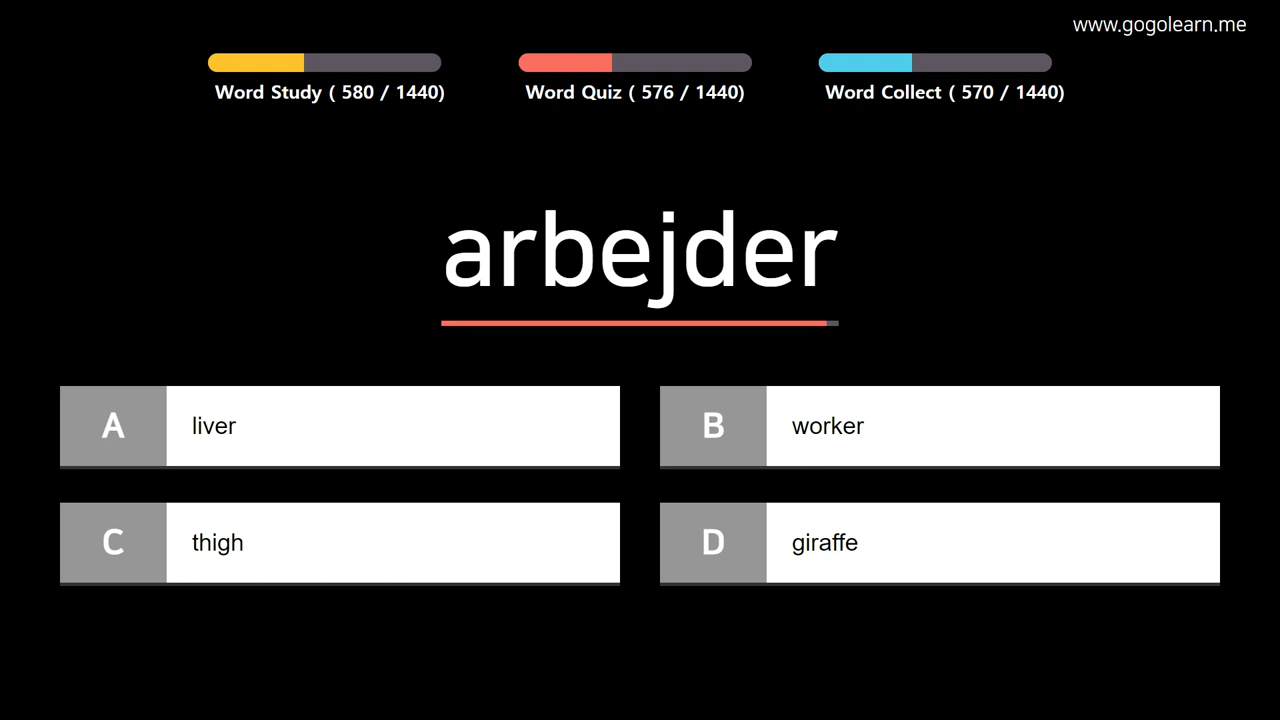 www.gogolearn.me
Word Study ( 580 / 1440)
Word Quiz ( 576 / 1440)
Word Collect ( 570 / 1440)
arbejder
A liver
B worker
C thigh
D giraffe